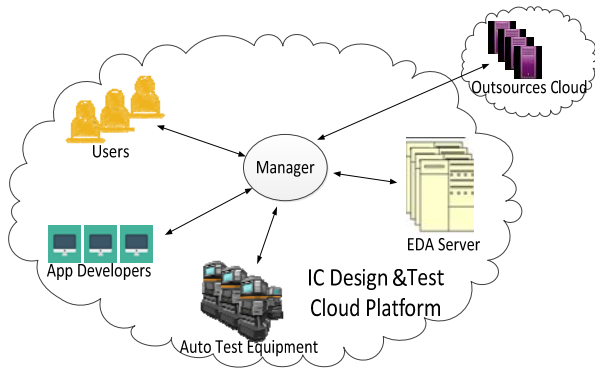 Outsources Cloud
Users
Manager
EDA Server
App Developers
IC Design &Test
Cloud Platform
Auto Test Equipment